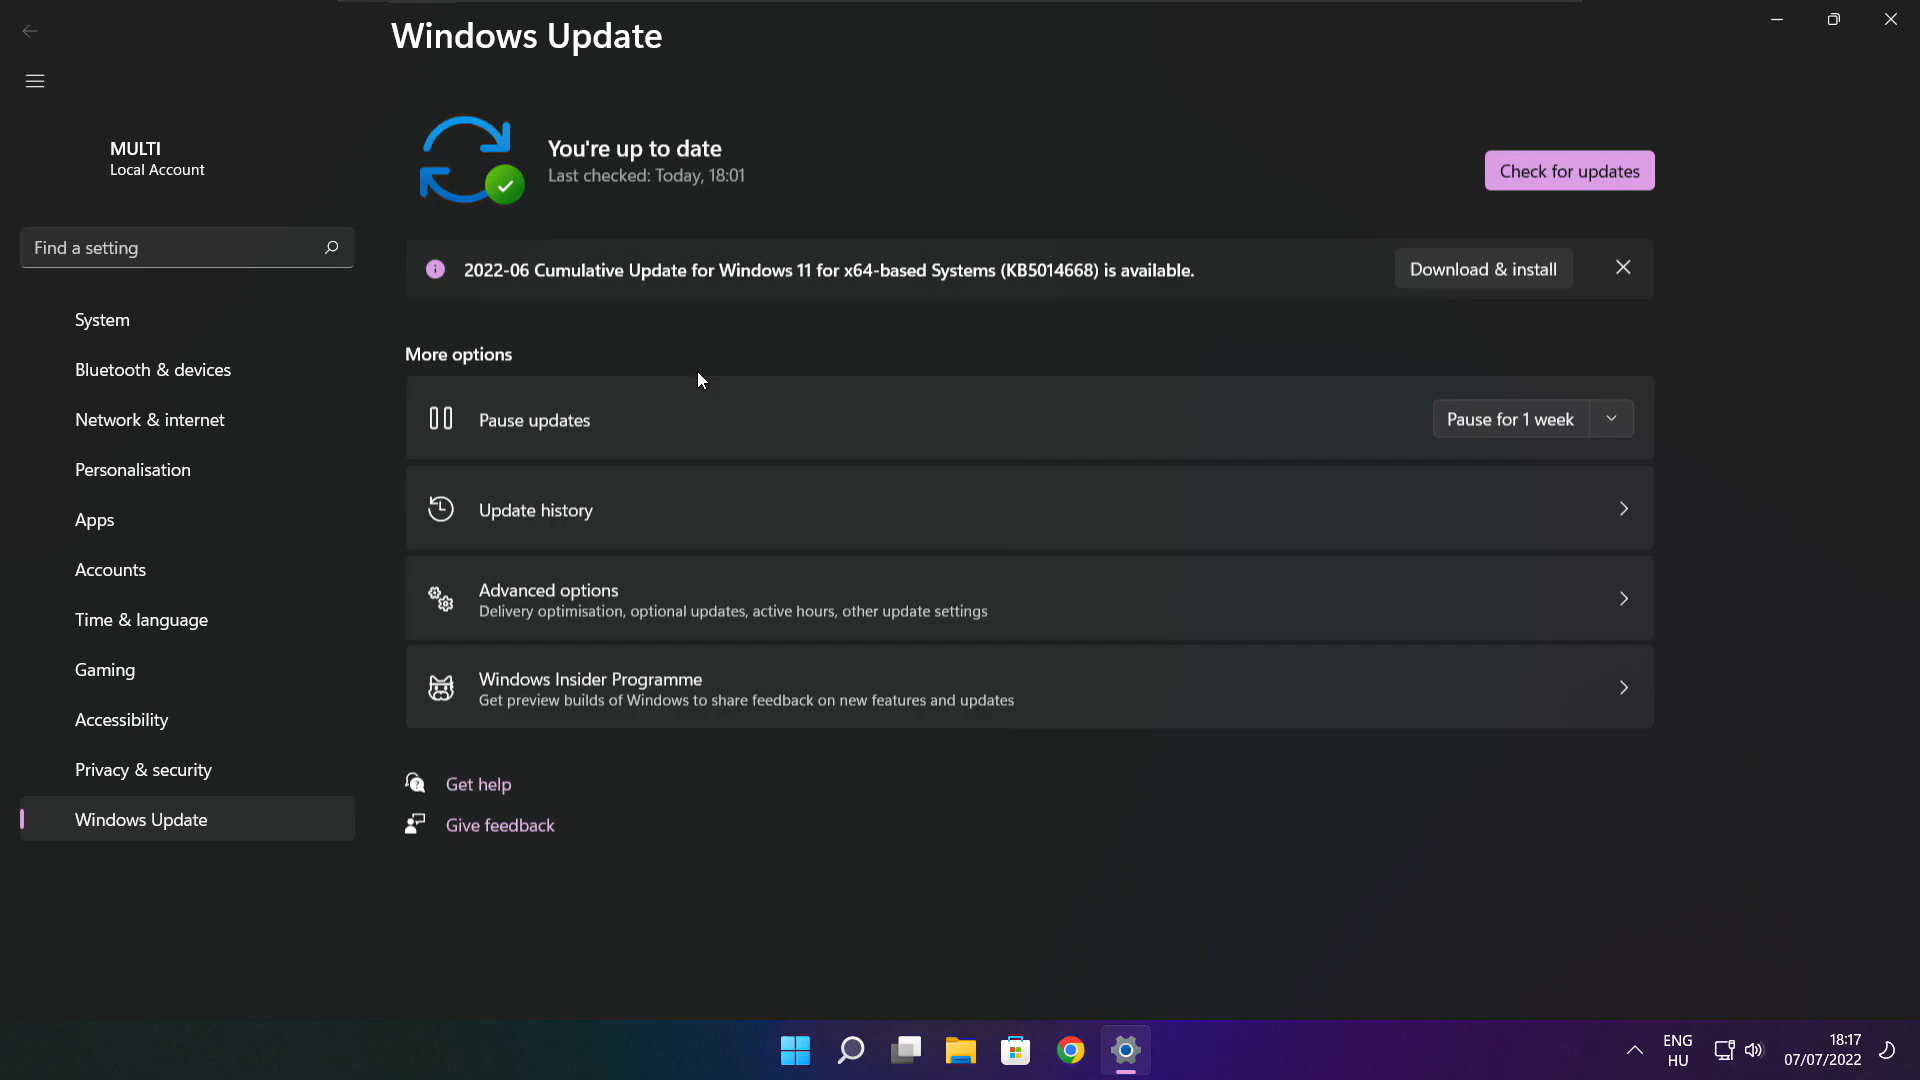 Windows Update
MULTI
Local Account
Find a setting
System
Bluetooth & devices
Network & internet
Personalisation
Apps
Accounts
Time & language
Gaming
Accessibility
Privacy & security
Windows Update
You're up to date
Last checked: Today, 18:01
Check for updates
2022-06 Cumulative Update for Windows 11 for x64-based Systems (KB5014668) is available.
Download & install
More options
Pause updates
Pause for 1 week
Update history
Advanced options
Delivery optimisation, optional updates, active hours, other update settings
Windows Insider Programme
Get preview builds of Windows to share feedback on new features and updates
Get help
Give feedback
ENG
HU
18:17
07/07/2022